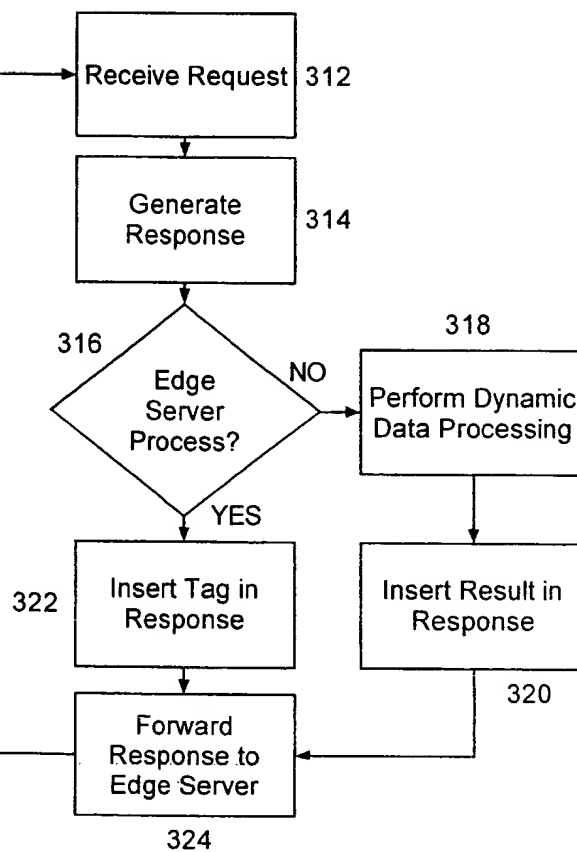 Receive Request 312
Generate
Response
314
318
316
NO
Edge
Server
Process?
Perform Dynamic
Data Processing
YES
322
Insert Tag in
Response
Insert Result in
Response
320
Forward
Response to
Edge Server
324